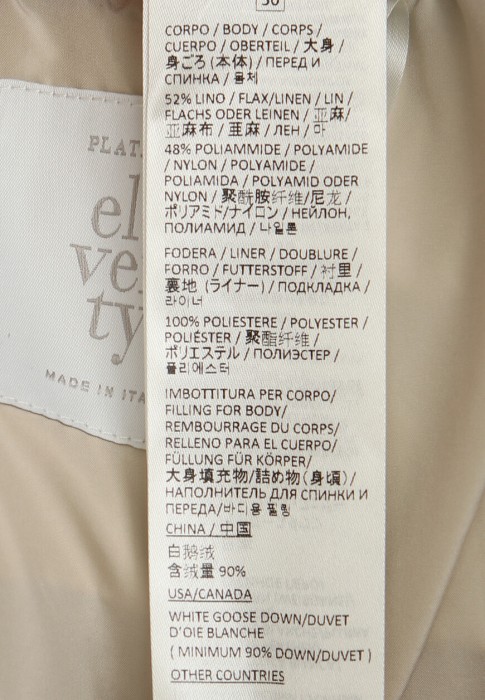 50
CORPO / BODY / CORPS /
CUERPO / OBERTEIL / 大身 /
身ごろ (本体) / ПЕРЕД И
СПИНКА / 몸체
52% LINO / FLAX/LINEN / LIN /
FLACHS ODER LEINEN / 亚麻/
亚麻布 / 亜麻 / ЛЕН / 마
48% POLIAMMIDE / POLYAMIDE
/ NYLON / POLYAMIDE /
POLIAMIDA / POLYAMID ODER
NYLON / 聚酰胺纤维/尼龙 /
ポリアミド/ナイロン / НЕЙЛОН,
ПОЛИАМИД / 나일론
FODERA / LINER / DOUBLURE /
FORRO / FUTTERSTOFF / 衬里 /
裏地 (ライナー) / ПОДКЛАДКА /
라이너
100% POLIESTERE / POLYESTER /
POLIÉSTER / 聚酯纤维 /
ポリエステル / ПОЛИЭСТЕР /
폴리에스터
IMBOTTITURA PER CORPO/
FILLING FOR BODY/
REMBOURRAGE DU CORPS/
RELLENO PARA EL CUERPO/
FÜLLUNG FÜR KÖRPER/
大身填充物/詰め物 (身頃) /
НАПОЛНИТЕЛЬ ДЛЯ СПИНКИ И
ПЕРЕДА/바디용 필링
CHINA / 中国
白鹅绒
含绒量 90%
USA/CANADA
WHITE GOOSE DOWN/DUVET
D'OIE BLANCHE
( MINIMUM 90% DOWN/DUVET )
OTHER COUNTRIES
PLAT
el
ve
ty
MADE IN ITA